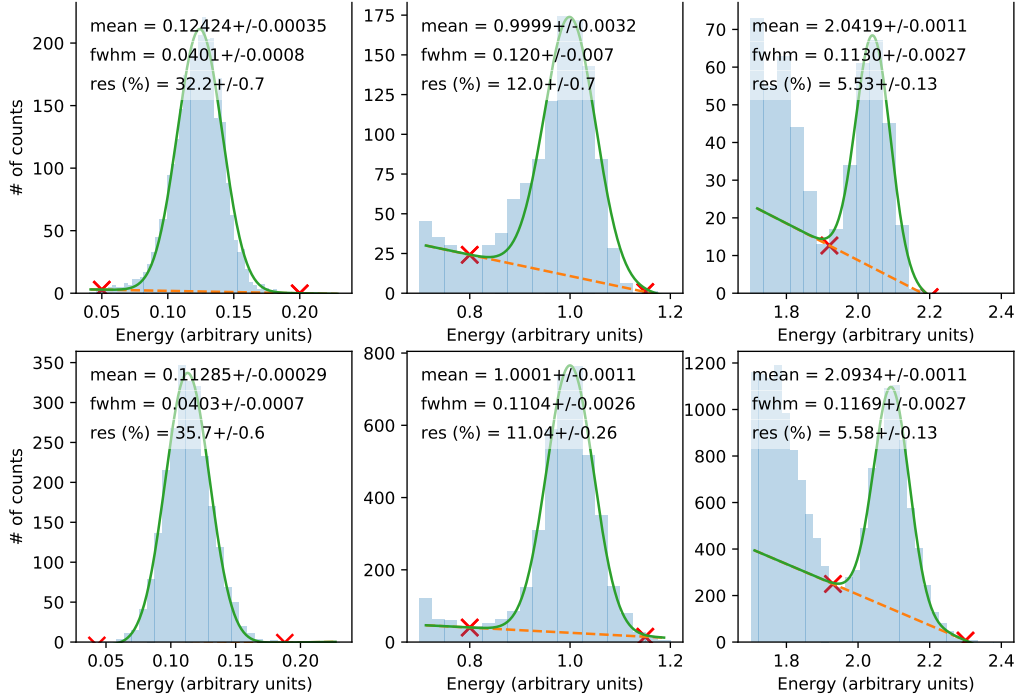 mean = 0.12424+/-0.00035
fwhm = 0.0401+/-0.0008
res (%) = 32.2+/-0.7
200
150
100
50
0
# of counts
0.05 0.10 0.15 0.20
Energy (arbitrary units)
mean = 0.9999+/-0.0032
fwhm = 0.120+/-0.007
res (%) = 12.0+/-0.7
175
150
125
100
75
50
25
0
0.8 1.0 1.2
Energy (arbitrary units)
mean = 2.0419+/-0.0011
fwhm = 0.1130+/-0.0027
res (%) = 5.53+/-0.13
70
60
50
40
30
20
10
0
1.8 2.0 2.2 2.4
Energy (arbitrary units)
mean = 0.11285+/-0.00029
fwhm = 0.0403+/-0.0007
res (%) = 35.7+/-0.6
350
300
250
200
150
100
50
0
# of counts
0.05 0.10 0.15 0.20
Energy (arbitrary units)
mean = 1.0001+/-0.0011
fwhm = 0.1104+/-0.0026
res (%) = 11.04+/-0.26
800
600
400
200
0
0.8 1.0 1.2
Energy (arbitrary units)
mean = 2.0934+/-0.0011
fwhm = 0.1169+/-0.0027
res (%) = 5.58+/-0.13
1200
1000
800
600
400
200
0
1.8 2.0 2.2 2.4
Energy (arbitrary units)